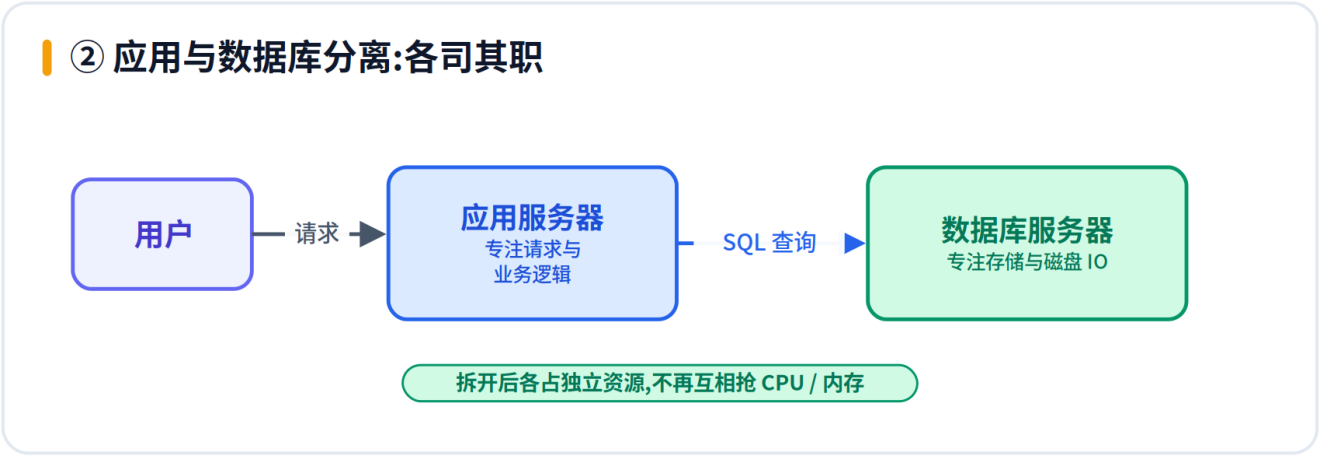 ② 应用与数据库分离:各司其职
用户
请求
应用服务器
专注请求与
业务逻辑
SQL 查询
数据库服务器
专注存储与磁盘 IO
拆开后各占独立资源,不再互相抢 CPU / 内存